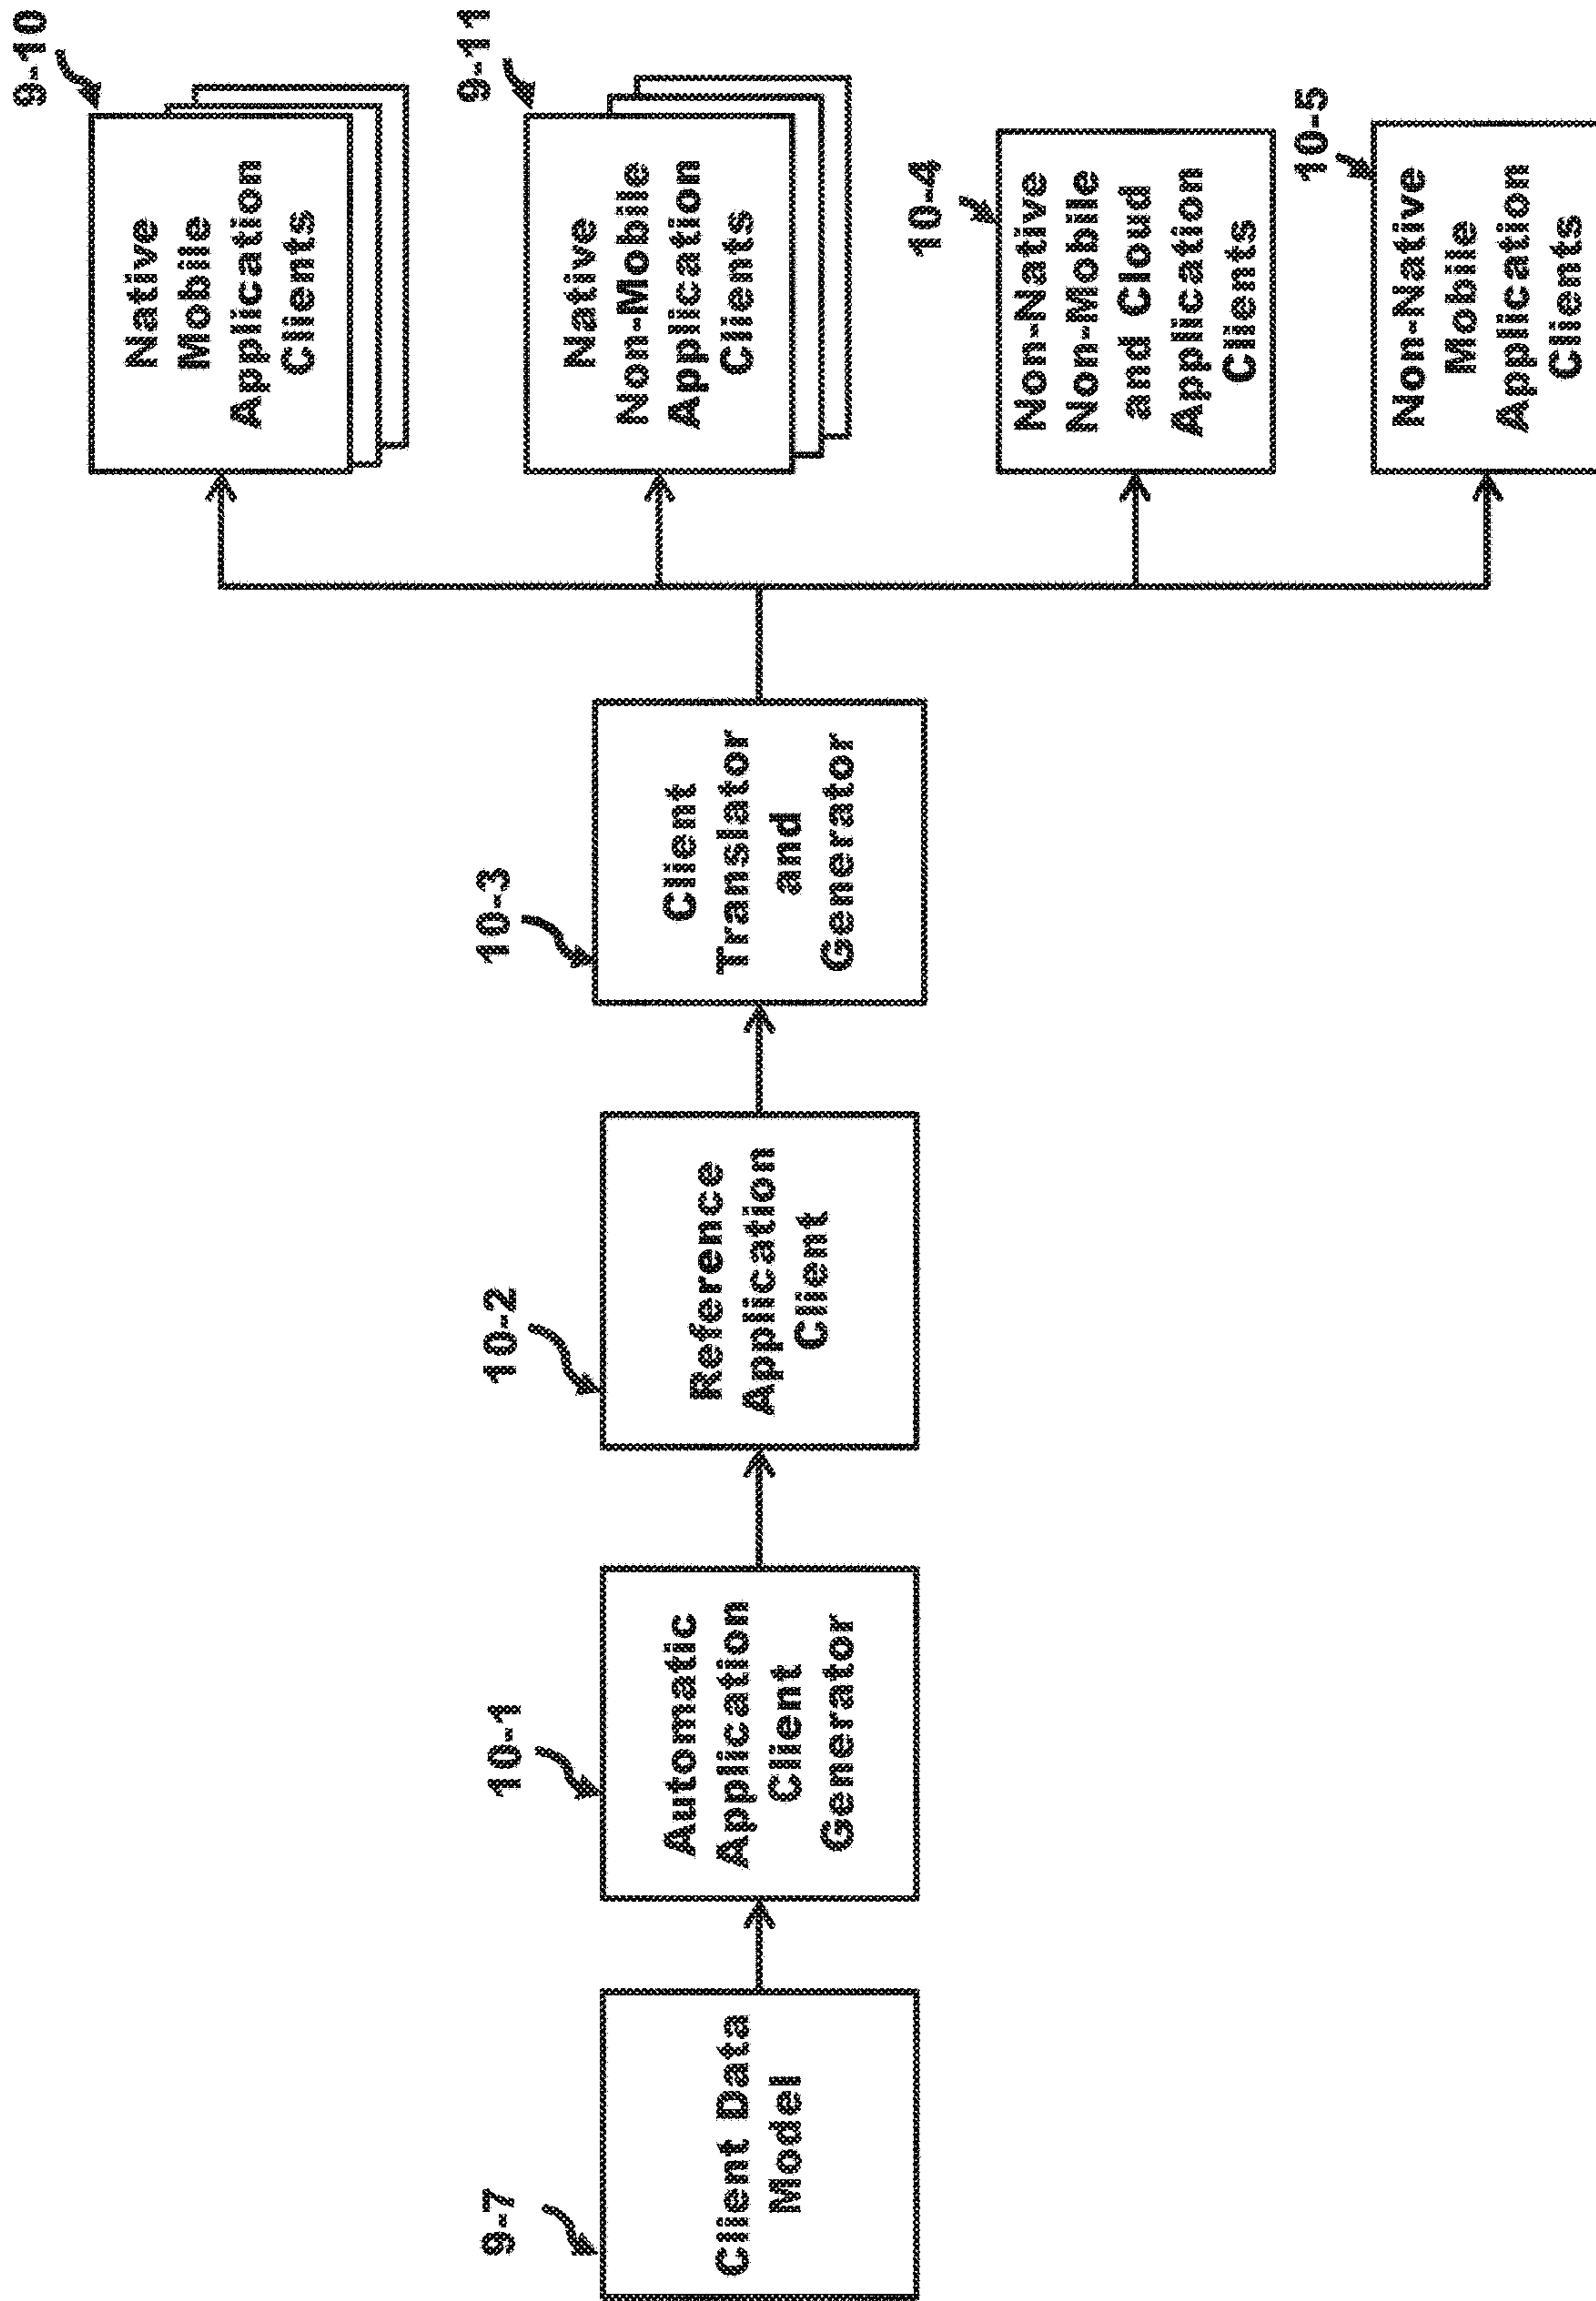 9-7
Client Data
Model
10-1
Automatic
Application
Client
Generator
10-2
Reference
Application
Client
10-3
Client
Translator
and
Generator
9-10
Native
Mobile
Application
Clients
9-11
Native
Non-Mobile
Application
Clients
10-4
Non-Native
Non-Mobile
and Cloud
Application
Clients
10-5
Non-Native
Mobile
Application
Clients